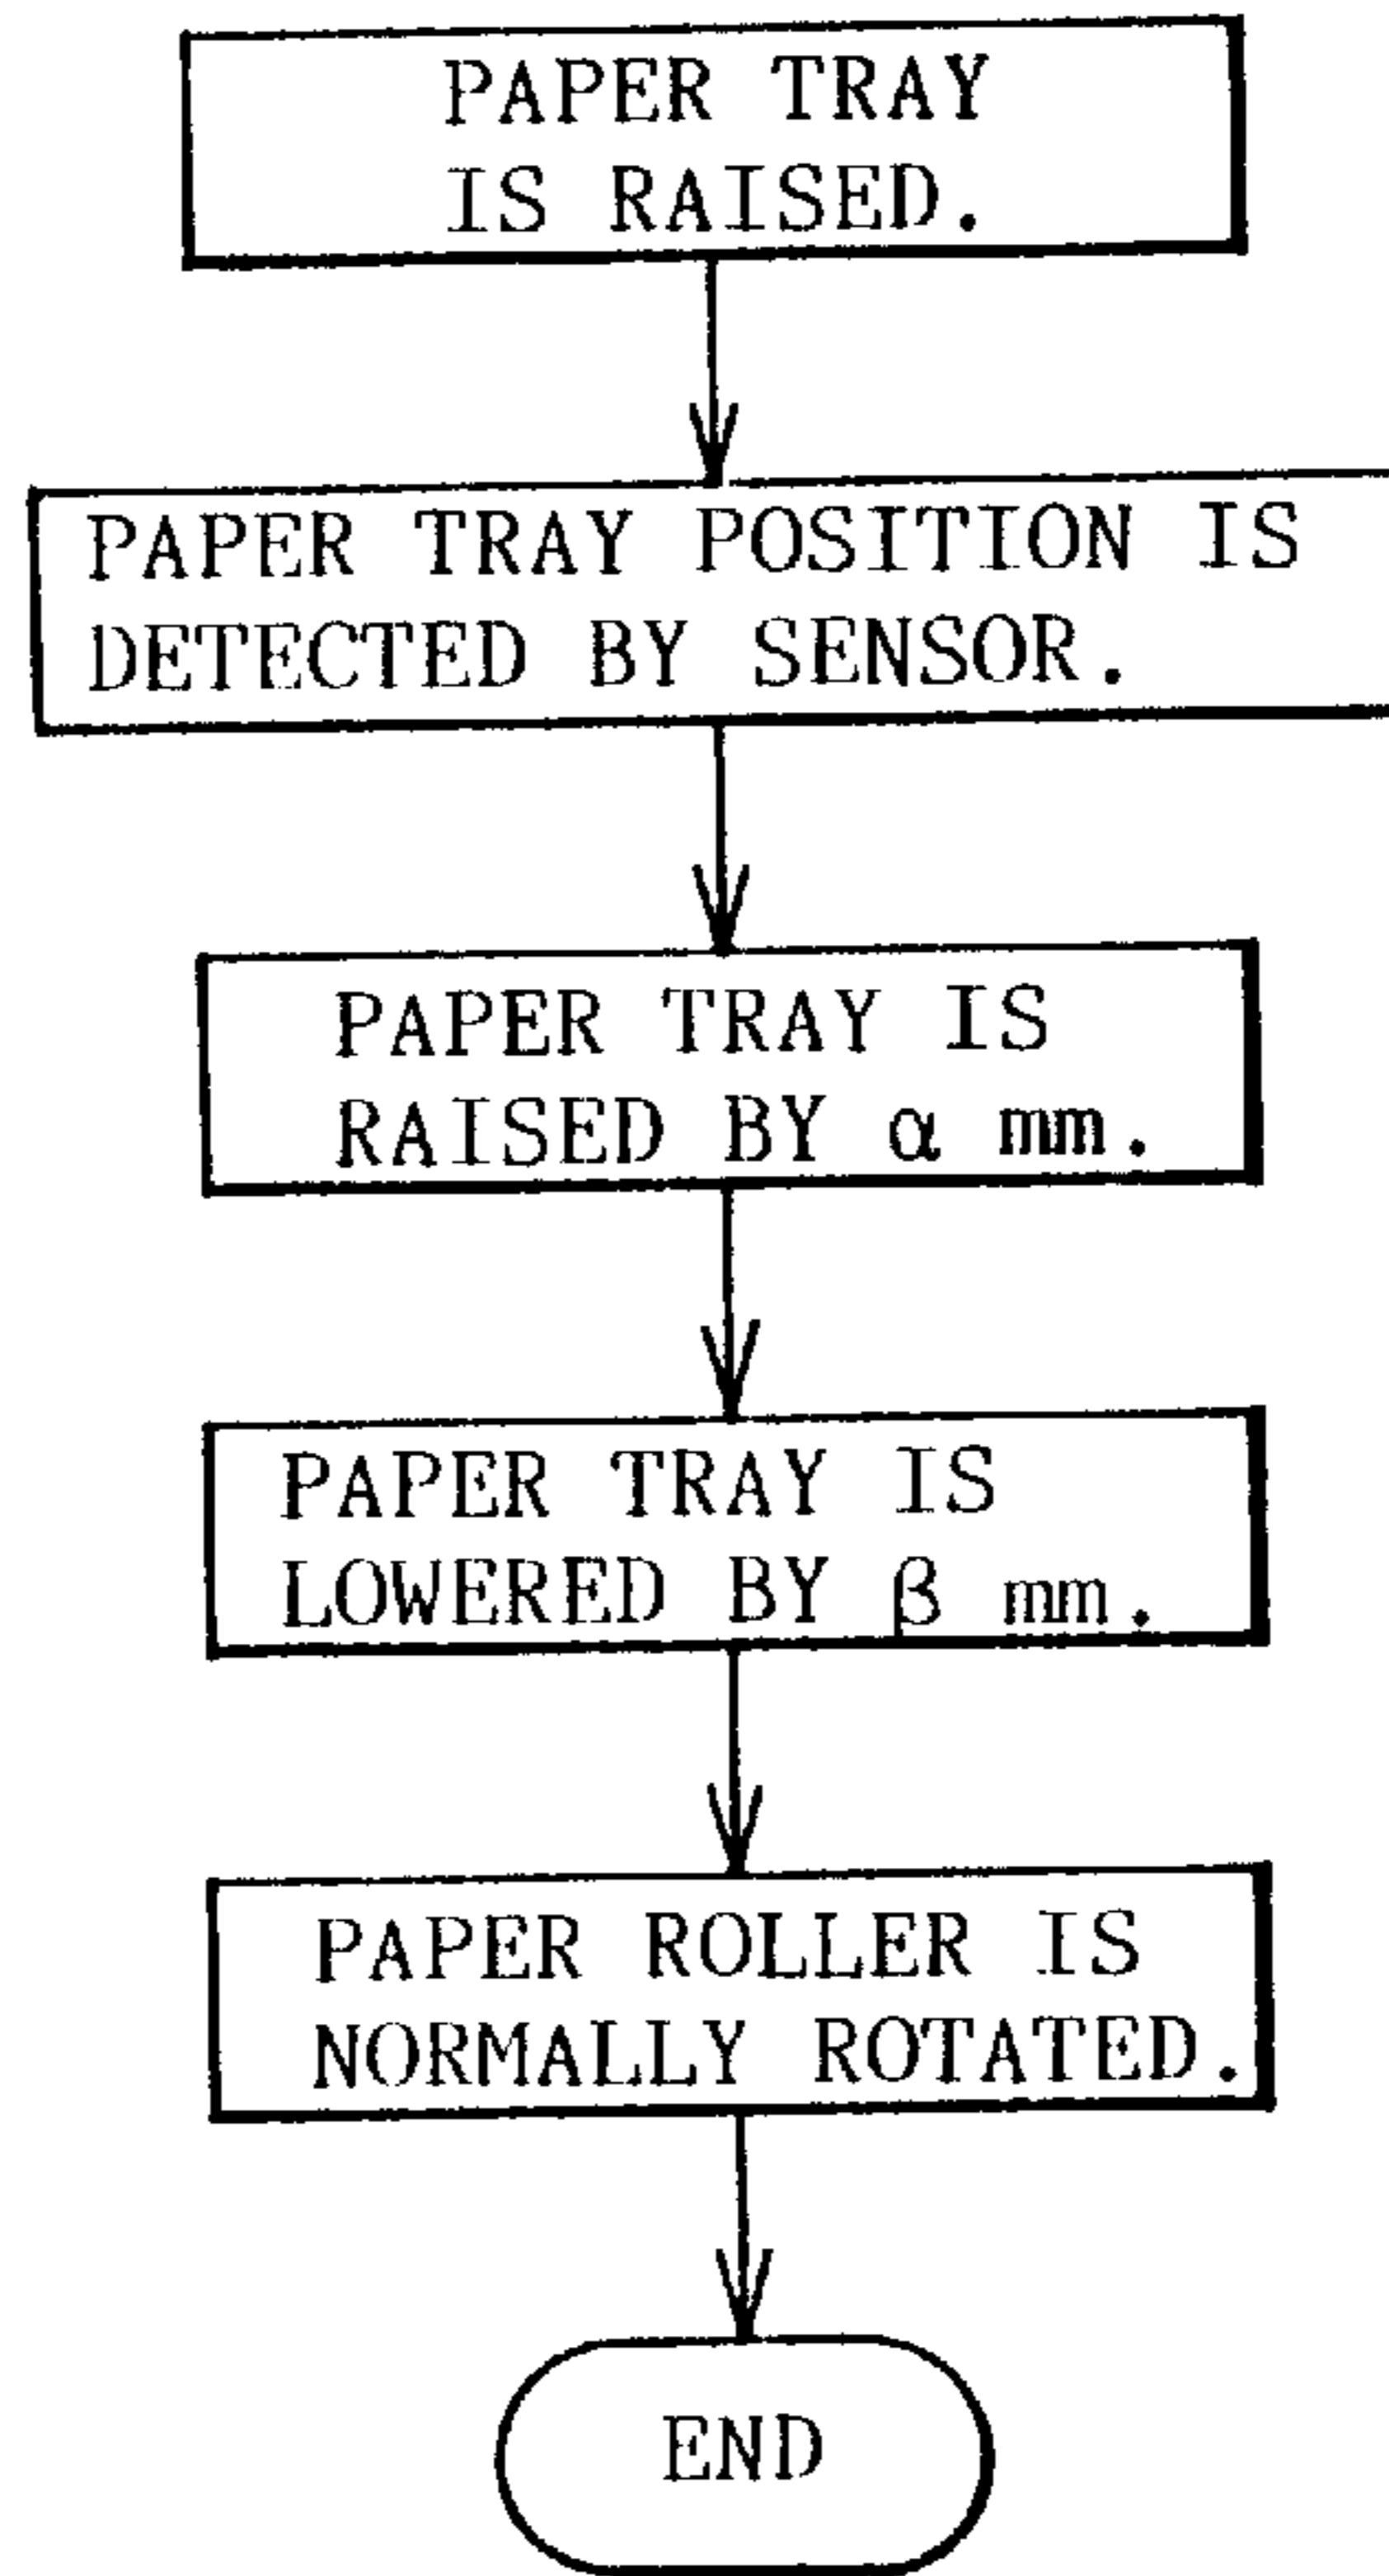 PAPER TRAY
IS RAISED.
PAPER TRAY POSITION IS
DETECTED BY SENSOR.
PAPER TRAY IS
RAISED BY α mm.
PAPER TRAY IS
LOWERED BY β mm.
PAPER ROLLER IS
NORMALLY ROTATED.
END